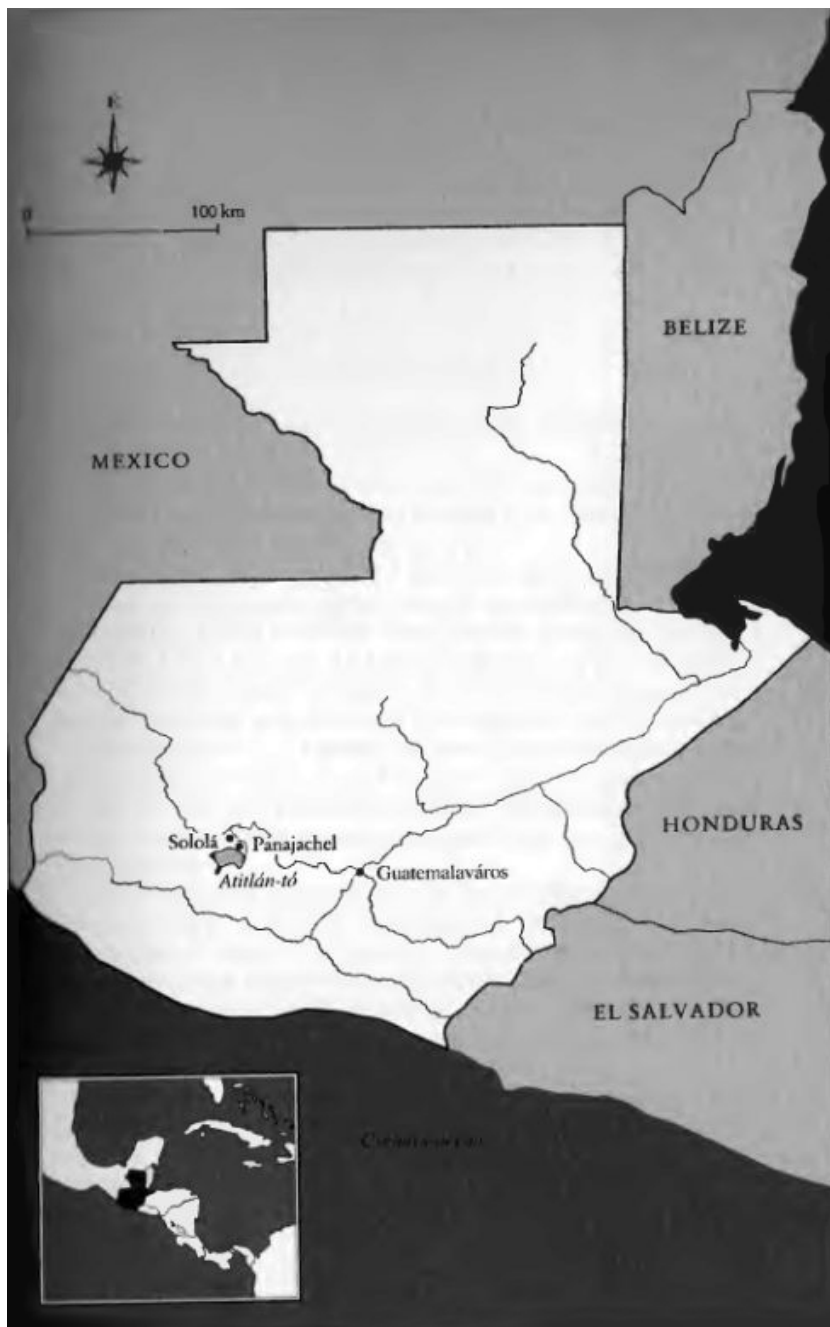 É
0
100 km
BELIZE
MEXICO
HONDURAS
Sololá
Panajachel
Atitlán-tó
Guatemalaváros
EL SALVADOR